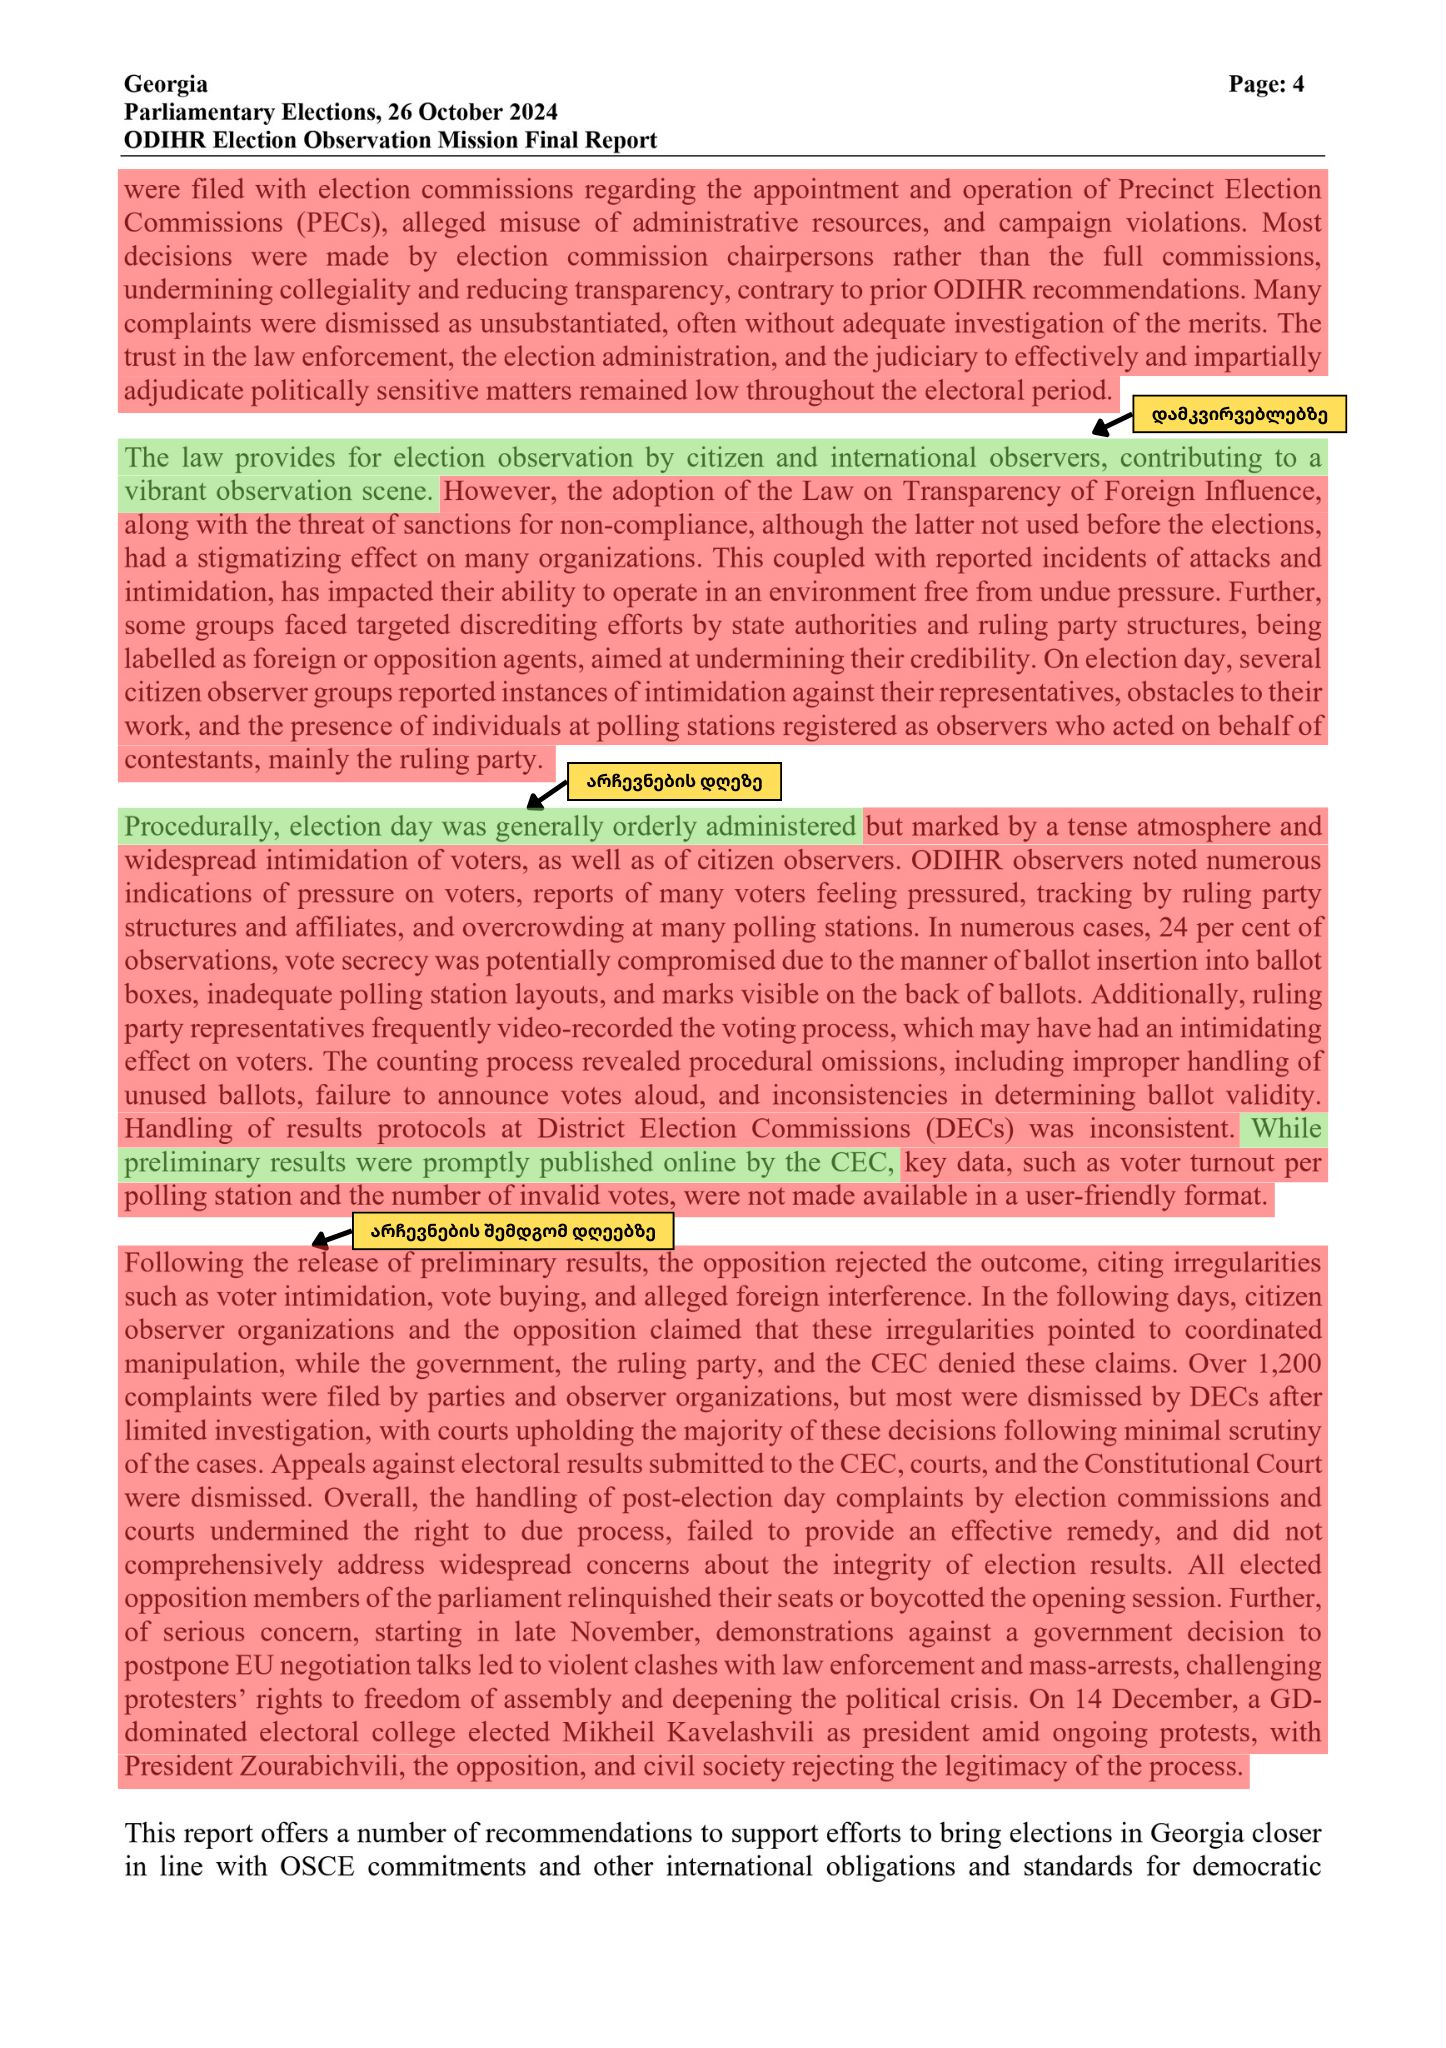 Georgia Page: 4
Parliamentary Elections, 26 October 2024
ODIHR Election Observation Mission Final Report
were filed with election commissions regarding the appointment and operation of Precinct Election
Commissions (PECs), alleged misuse of administrative resources, and campaign violations. Most
decisions were made by election commission chairpersons rather than the full commissions,
undermining collegiality and reducing transparency, contrary to prior ODIHR recommendations. Many
complaints were dismissed as unsubstantiated, often without adequate investigation of the merits. The
trust in the law enforcement, the election administration, and the judiciary to effectively and impartially
adjudicate politically sensitive matters remained low throughout the electoral period.
დამკვირვებლებზე
The law provides for election observation by citizen and international observers, contributing to a
vibrant observation scene. However, the adoption of the Law on Transparency of Foreign Influence,
along with the threat of sanctions for non-compliance, although the latter not used before the elections,
had a stigmatizing effect on many organizations. This coupled with reported incidents of attacks and
intimidation, has impacted their ability to operate in an environment free from undue pressure. Further,
some groups faced targeted discrediting efforts by state authorities and ruling party structures, being
labelled as foreign or opposition agents, aimed at undermining their credibility. On election day, several
citizen observer groups reported instances of intimidation against their representatives, obstacles to their
work, and the presence of individuals at polling stations registered as observers who acted on behalf of
contestants, mainly the ruling party.
არჩევნების დღეზე
Procedurally, election day was generally orderly administered but marked by a tense atmosphere and
widespread intimidation of voters, as well as of citizen observers. ODIHR observers noted numerous
indications of pressure on voters, reports of many voters feeling pressured, tracking by ruling party
structures and affiliates, and overcrowding at many polling stations. In numerous cases, 24 per cent of
observations, vote secrecy was potentially compromised due to the manner of ballot insertion into ballot
boxes, inadequate polling station layouts, and marks visible on the back of ballots. Additionally, ruling
party representatives frequently video-recorded the voting process, which may have had an intimidating
effect on voters. The counting process revealed procedural omissions, including improper handling of
unused ballots, failure to announce votes aloud, and inconsistencies in determining ballot validity.
Handling of results protocols at District Election Commissions (DECs) was inconsistent. While
preliminary results were promptly published online by the CEC, key data, such as voter turnout per
polling station and the number of invalid votes, were not made available in a user-friendly format.
არჩევნების შემდგომ დღეებზე
Following the release of preliminary results, the opposition rejected the outcome, citing irregularities
such as voter intimidation, vote buying, and alleged foreign interference. In the following days, citizen
observer organizations and the opposition claimed that these irregularities pointed to coordinated
manipulation, while the government, the ruling party, and the CEC denied these claims. Over 1,200
complaints were filed by parties and observer organizations, but most were dismissed by DECs after
limited investigation, with courts upholding the majority of these decisions following minimal scrutiny
of the cases. Appeals against electoral results submitted to the CEC, courts, and the Constitutional Court
were dismissed. Overall, the handling of post-election day complaints by election commissions and
courts undermined the right to due process, failed to provide an effective remedy, and did not
comprehensively address widespread concerns about the integrity of election results. All elected
opposition members of the parliament relinquished their seats or boycotted the opening session. Further,
of serious concern, starting in late November, demonstrations against a government decision to
postpone EU negotiation talks led to violent clashes with law enforcement and mass-arrests, challenging
protesters’ rights to freedom of assembly and deepening the political crisis. On 14 December, a GD-
dominated electoral college elected Mikheil Kavelashvili as president amid ongoing protests, with
President Zourabichvili, the opposition, and civil society rejecting the legitimacy of the process.
This report offers a number of recommendations to support efforts to bring elections in Georgia closer
in line with OSCE commitments and other international obligations and standards for democratic